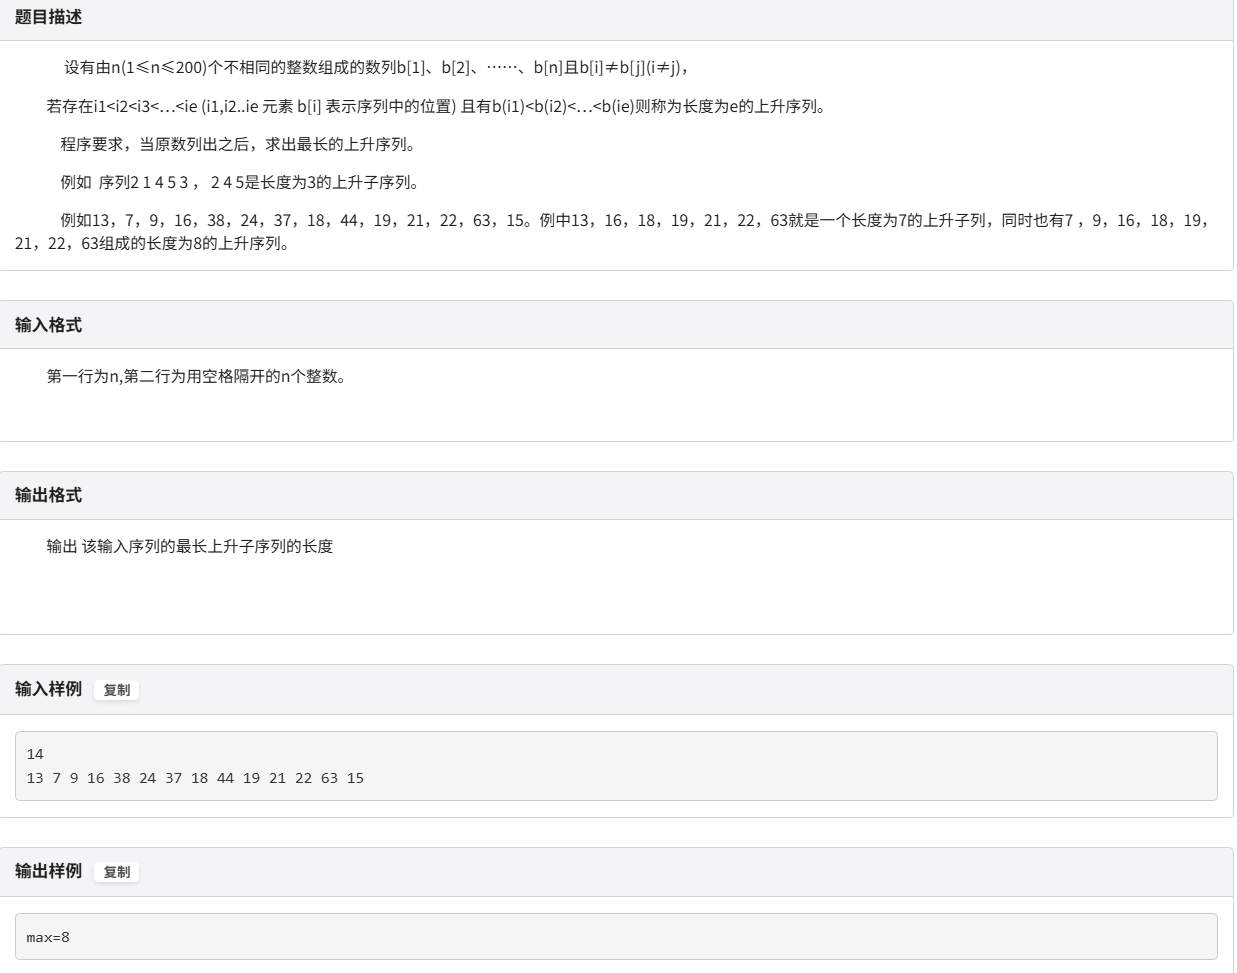 题目描述
设有由n(1≤n≤200)个不相同的整数组成的数列b[1]、b[2]、……、b[n]且b[i]≠b[j](i≠j),
若存在i1<i2<i3<…<ie (i1,i2..ie 元素 b[i] 表示序列中的位置) 且有b(i1)<b(i2)<…<b(ie)则称为长度为e的上升序列。
程序要求，当原数列出之后，求出最长的上升序列。
例如 序列2 1 4 5 3 ， 2 4 5是长度为3的上升子序列。
例如13，7，9，16，38，24，37，18，44，19，21，22，63，15。例中13，16，18，19，21，22，63就是一个长度为7的上升子列，同时也有7 ，9，16，18，19，
21，22，63组成的长度为8的上升序列。
输入格式
第一行为n,第二行为用空格隔开的n个整数。
输出格式
输出 该输入序列的最长上升子序列的长度
输入样例 复制
14
13 7 9 16 38 24 37 18 44 19 21 22 63 15
输出样例 复制
max=8